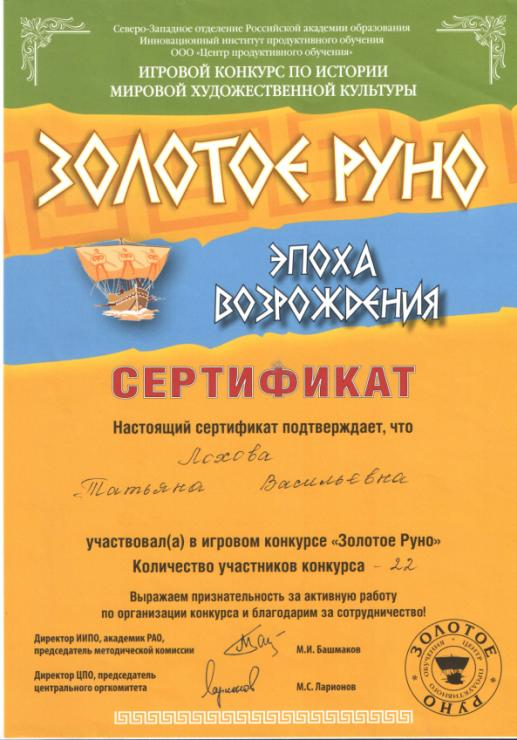 Северо-Западное отделение Российской академии образования
Инновационный институт продуктивного обучения
ООО «Центр продуктивного обучения»
ИГРОВОЙ КОНКУРС ПО ИСТОРИИ
МИРОВОЙ ХУДОЖЕСТВЕННОЙ КУЛЬТУРЫ
ЗОЛОТОЕ РУНО
ЭПОХА
ВОЗРОЖДЕНИЯ
СЕРТИФИКАТ
Настоящий сертификат подтверждает, что
Лохова
Татьяна Васильевна
участвовал(а) в игровом конкурсе «Золотое Руно»
Количество участников конкурса - 22
Выражаем признательность за активную работу
по организации конкурса и благодарим за сотрудничество!
Директор ИИПО, академик РАО,
председатель методической комиссии М.И. Башмаков
Директор ЦПО, председатель
центрального оргкомитета М.С. Ларионов
ЗОЛОТОЕ РУНО
ЦЕНТР ПРОДУКТИВНОГО ОБУЧЕНИЯ